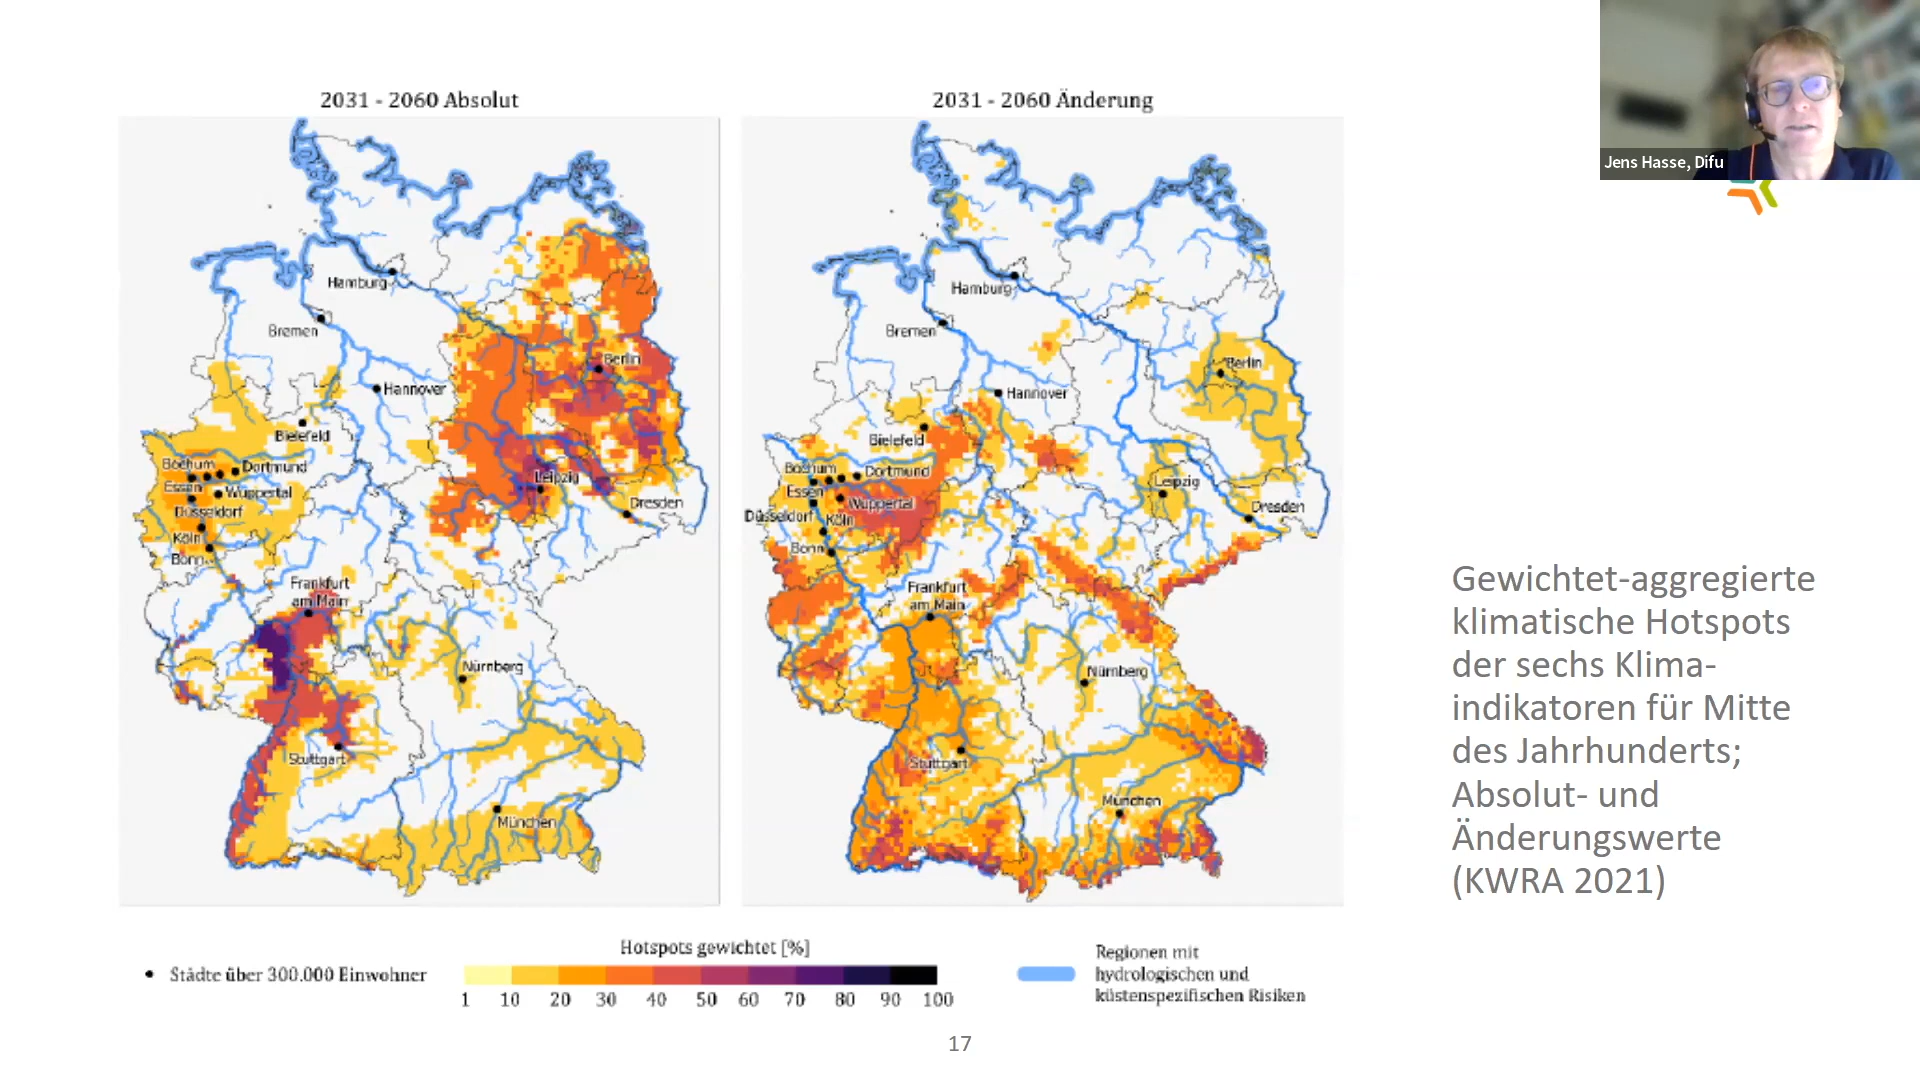 Jens Hasse, Difu
2031 - 2060 Absolut
Hamburg
Bremen
Berlin
Hannover
Bielefeld
Bochum
Dortmund
Essen
Wuppertal
Leipzig
Düsseldorf
Dresden
Köln
Bonn
Frankfurt
am Main
Nürnberg
Stuttgart
München
2031 - 2060 Änderung
Hamburg
Bremen
Berlin
Hannover
Bielefeld
Bochum
Dortmund
Essen
Wuppertal
Leipzig
Düsseldorf
Köln
Dresden
Bonn
Frankfurt
am Main
Nürnberg
Stuttgart
München
Gewichtet-aggregierte
klimatische Hotspots
der sechs Klima-
indikatoren für Mitte
des Jahrhunderts;
Absolut- und
Änderungswerte
(KWRA 2021)
Städte über 300.000 Einwohner
Hotspots gewichtet [%]
1 10 20 30 40 50 60 70 80 90 100
Regionen mit
hydrologischen und
küstenspezifischen Risiken
17